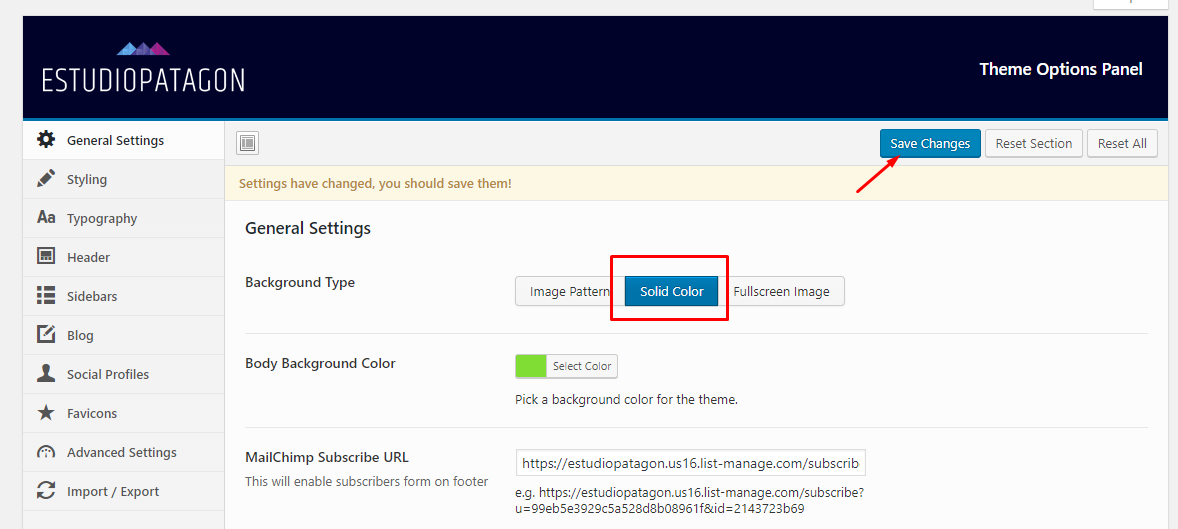 ESTUDIOPATAGON
Theme Options Panel
General Settings
Styling
Aa Typography
Header
Sidebars
Blog
Social Profiles
Favicons
Advanced Settings
Import / Export
Save Changes Reset Section Reset All
Settings have changed, you should save them!
General Settings
Background Type
Image Pattern Solid Color Fullscreen Image
Body Background Color
Select Color
Pick a background color for the theme.
MailChimp Subscribe URL
This will enable subscribers form on footer
https://estudiopatagon.us16.list-manage.com/subscrib
e.g. https://estudiopatagon.us16.list-manage.com/subscribe?
u=99eb5e3929c5a528d8b08961f&id=2143723b69